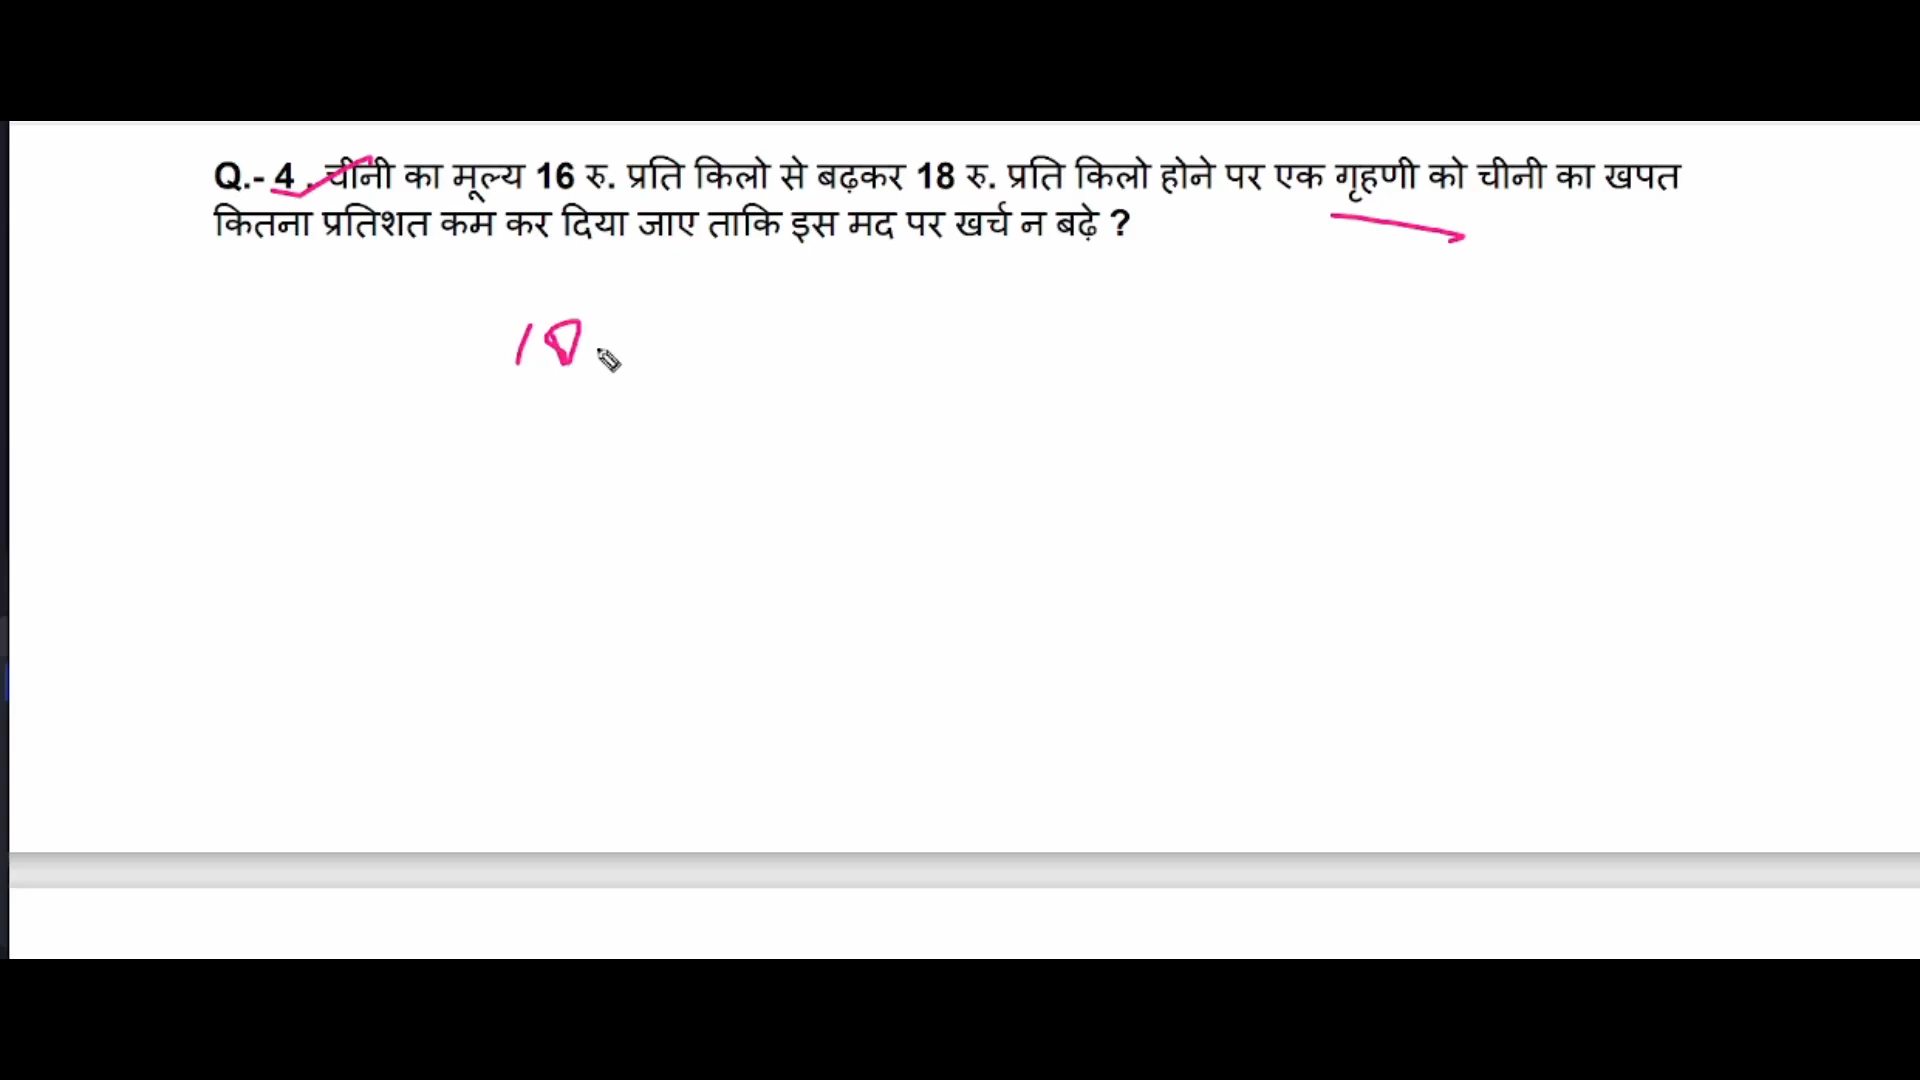 Q.- 4 . चीनी का मूल्य 16 रु. प्रति किलो से बढ़कर 18 रु. प्रति किलो होने पर एक गृहणी को चीनी का खपत
कितना प्रतिशत कम कर दिया जाए ताकि इस मद पर खर्च न बढ़े ?
18